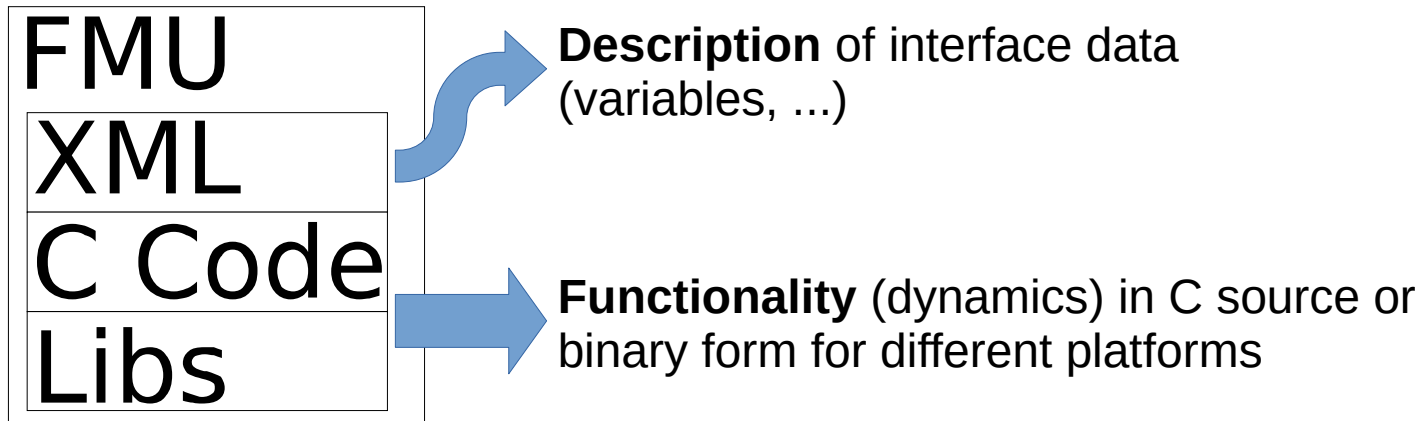 FMU
XML
C Code
Libs
Description of interface data
(variables, ...)
Functionality (dynamics) in C source or
binary form for different platforms